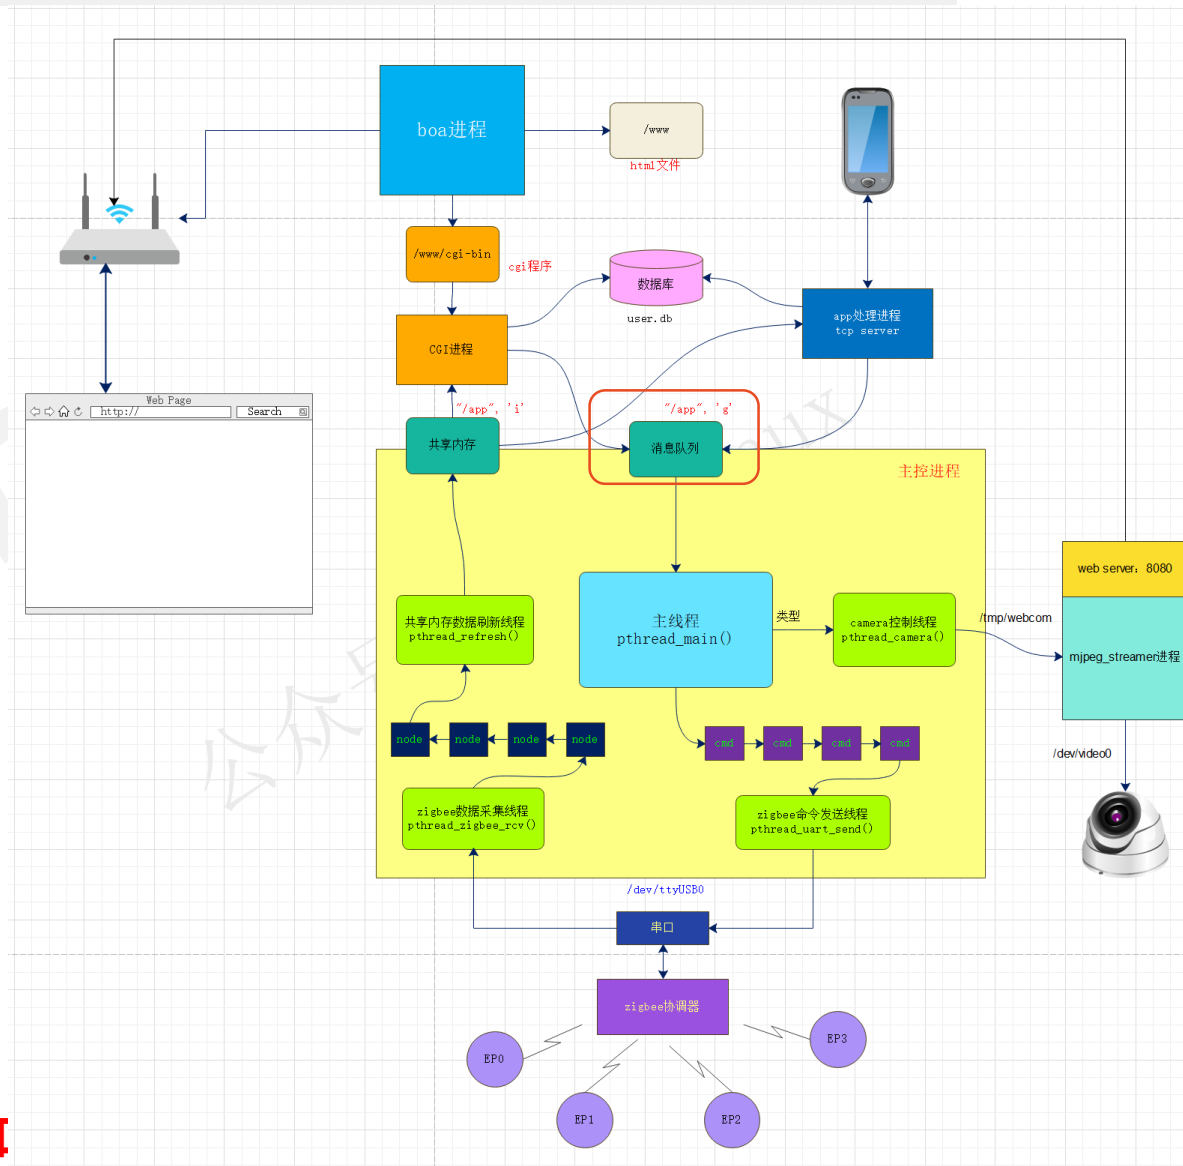 boa进程
/www
html文件
/www/cgi-bin
cgi程序
数据库
user.db
app处理进程
tcp server
CGI进程
Web Page
http://
Search
"/app", 'i'
"/app", 'g'
共享内存
消息队列
主控进程
web server: 8080
mjpeg_streamer进程
/tmp/webcom
共享内存数据刷新线程
pthread_refresh()
主线程
pthread_main()
类型
camera控制线程
pthread_camera()
node
node
node
node
cmd
cmd
cmd
cmd
/dev/video0
zigbee数据采集线程
pthread_zigbee_rcv()
zigbee命令发送线程
pthread_uart_send()
/dev/ttyUSB0
串口
zigbee协调器
EP0
EP1
EP2
EP3
公众号